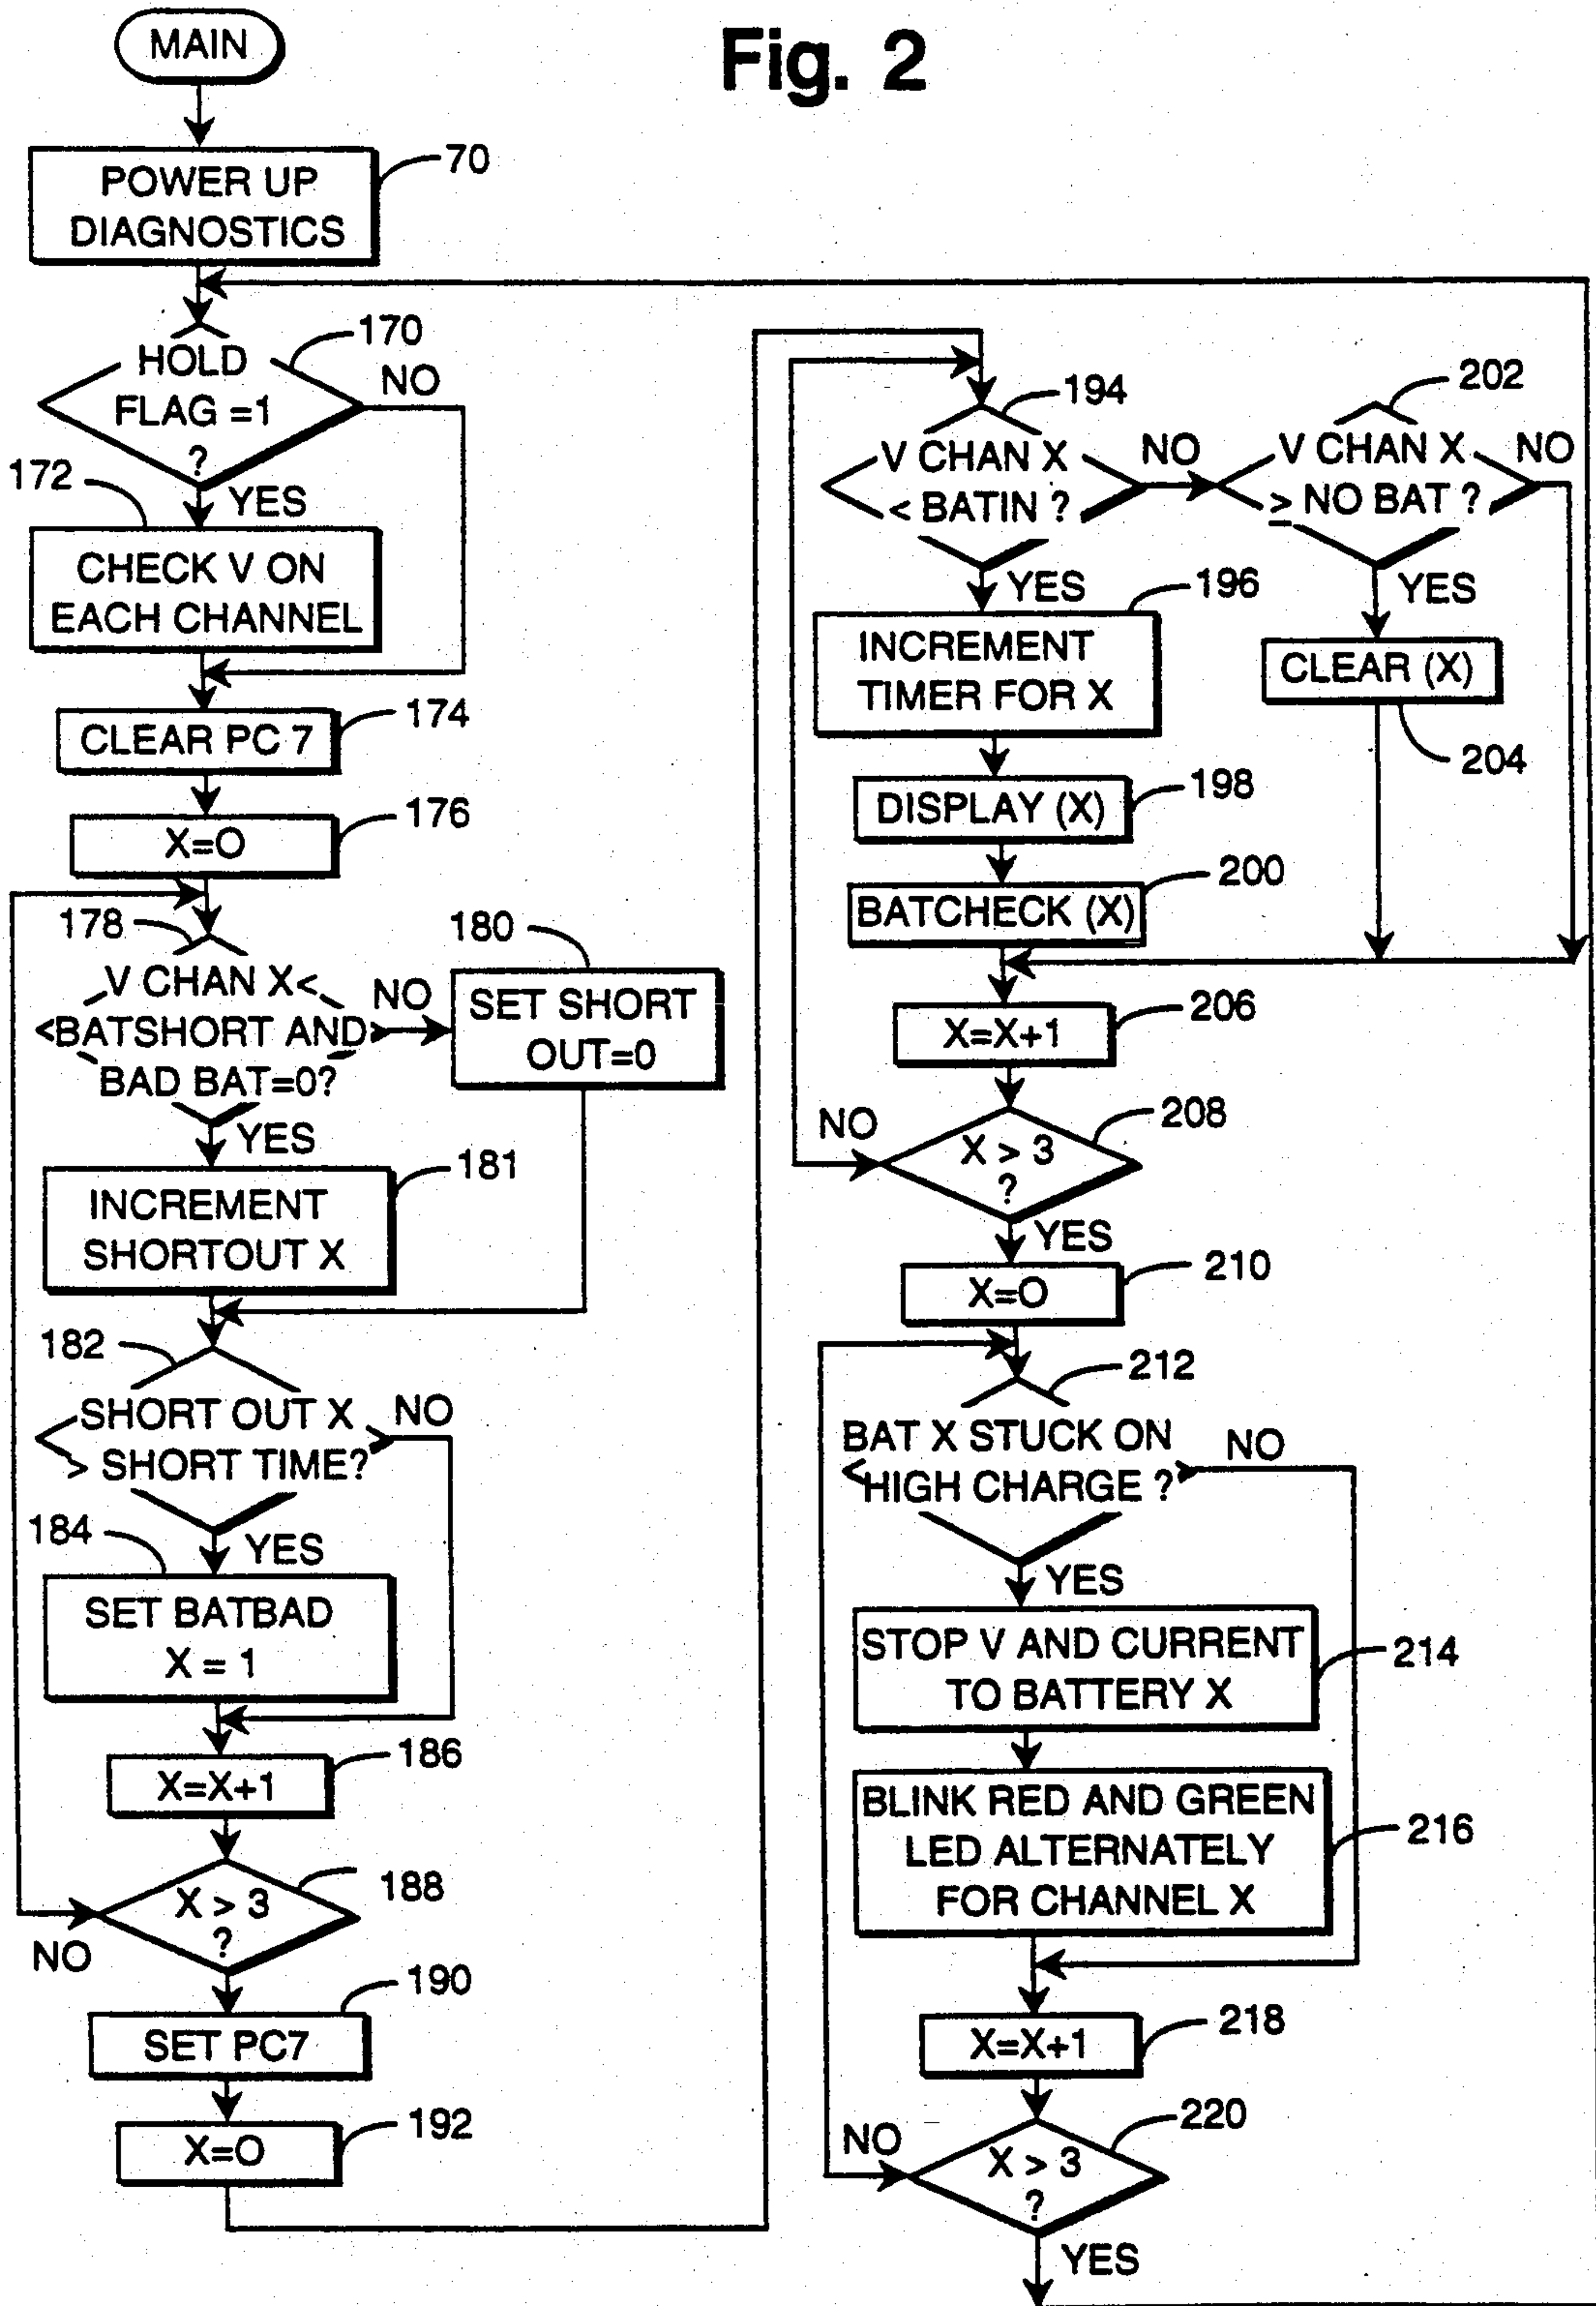 Fig. 2
MAIN
POWER UP
DIAGNOSTICS
70
HOLD
FLAG =1
?
170
NO
YES
172
CHECK V ON
EACH CHANNEL
CLEAR PC 7
174
X=O
176
178
V CHAN X<
BATSHORT AND
BAD BAT=0?
NO
YES
180
SET SHORT
OUT=0
INCREMENT
SHORTOUT X
181
182
SHORT OUT X
> SHORT TIME?
NO
YES
184
SET BATBAD
X = 1
X=X+1
186
X > 3
?
188
NO
190
SET PC7
X=O
192
V CHAN X
< BATIN ?
194
NO
YES
V CHAN X
≥ NO BAT ?
202
NO
YES
INCREMENT
TIMER FOR X
196
CLEAR (X)
204
DISPLAY (X)
198
BATCHECK (X)
200
X=X+1
206
X > 3
?
208
NO
YES
X=O
210
BAT X STUCK ON
HIGH CHARGE ?
212
NO
YES
STOP V AND CURRENT
TO BATTERY X
214
BLINK RED AND GREEN
LED ALTERNATELY
FOR CHANNEL X
216
X=X+1
218
X > 3
?
220
NO
YES